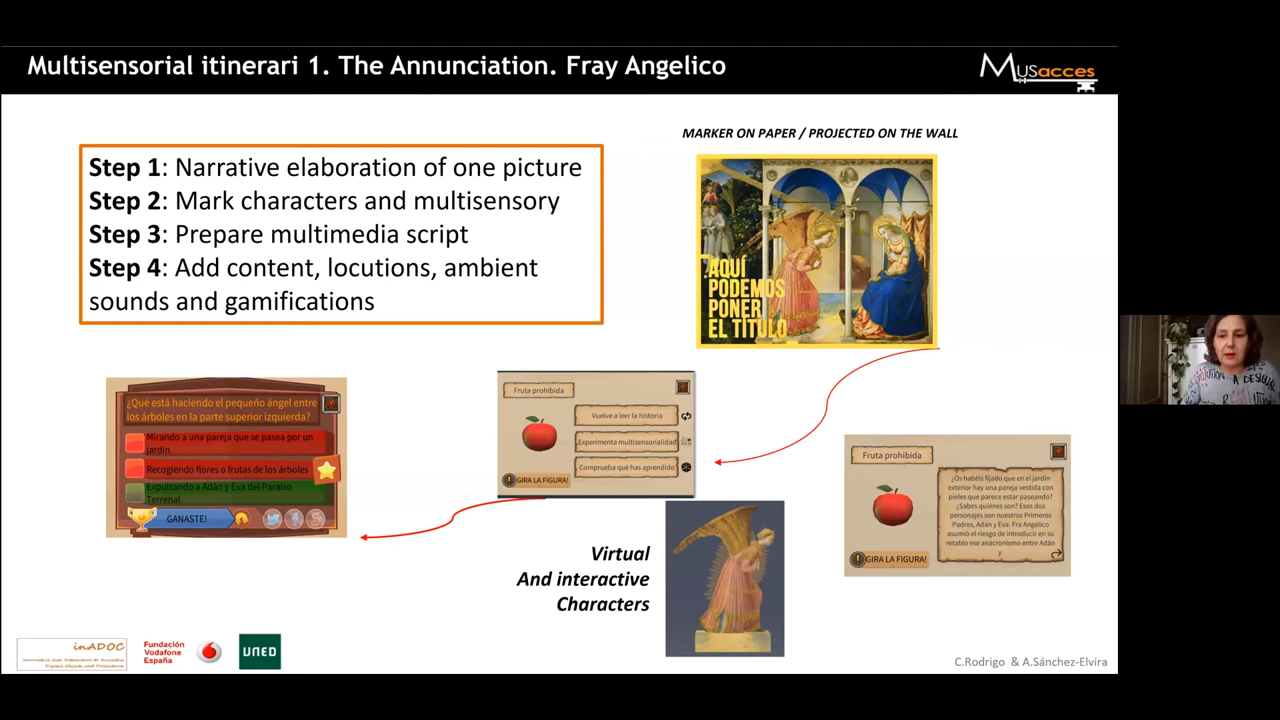 Multisensorial itinerari 1. The Annunciation. Fray Angelico
Musacces
Step 1: Narrative elaboration of one picture
Step 2: Mark characters and multisensory
Step 3: Prepare multimedia script
Step 4: Add content, locutions, ambient
sounds and gamifications
MARKER ON PAPER / PROJECTED ON THE WALL
AQUÍ
PODEMOS
PONER
EL TÍTULO
¿Qué está haciendo el pequeño ángel entre
los árboles en la parte superior izquierda?
Mirando a una pareja que se pasea por un
jardín
Recogiendo flores o frutas de los árboles
Expulsando a Adán y Eva del Paraíso
Terrenal
GANASTE!
Fruta prohibida
Vuelve a leer la historia
Experimenta multisensorialidad
Comprueba qué has aprendido
GIRA LA FIGURA!
Fruta prohibida
¿Os habéis fijado que en el jardín
exterior hay una pareja vestida con
pieles que parece estar paseando?
¿Sabes quiénes son? Esos dos
personajes son nuestros Primeros
Padres, Adán y Eva. Fra Angélico
asumió el riesgo de introducir en su
retablo ese anacronismo entre Adán
y
GIRA LA FIGURA!
Virtual
And interactive
Characters
inADOC
Fundación
Vodafone
España
UNED
C.Rodrigo & A.Sánchez-Elvira